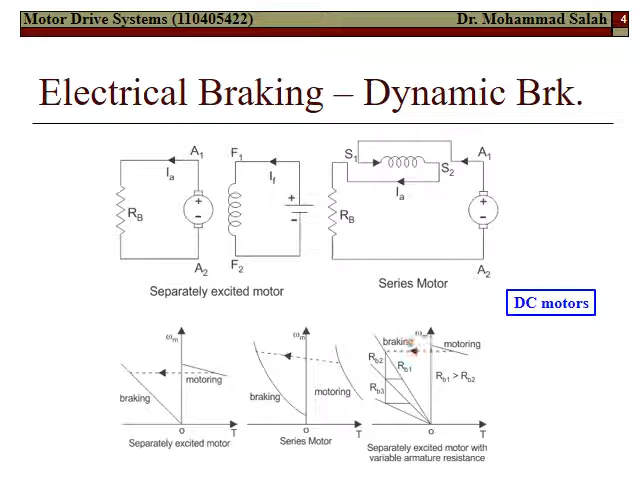 Motor Drive Systems (110405422)
Dr. Mohammad Salah
4
Electrical Braking – Dynamic Brk.
A1
Ia
RB
+
-
A2
F1
If
+
-
F2
Separately excited motor
S1
S2
A1
Ia
RB
+
-
A2
Series Motor
DC motors
ωm
motoring
braking
o
T
Separately excited motor
ωm
braking
motoring
o
T
Series Motor
ωm
braking
motoring
Rb2
Rb1
Rb3
Rb1 > Rb2
o
T
Separately excited motor with
variable armature resistance